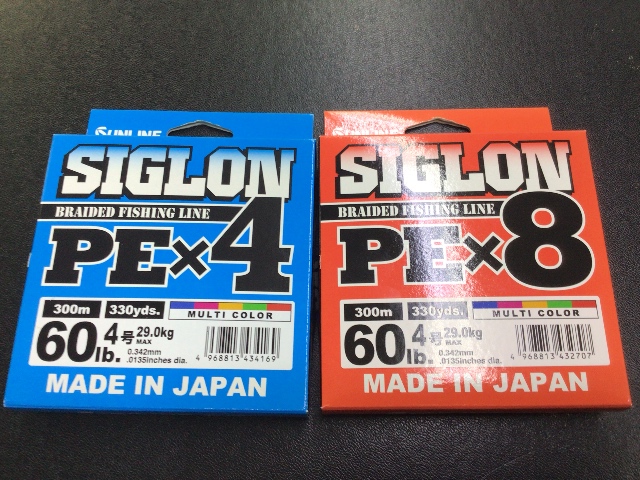 SUNLINE
SIGLON
BRAIDED FISHING LINE
PE×4
300m 330yds. MULTI COLOR
60lb. 4号 29.0kg MAX
0.342mm
.0135inches dia.
4 968813 434169
MADE IN JAPAN
SUNLINE
SIGLON
BRAIDED FISHING LINE
PE×8
300m 330yds. MULTI COLOR
60lb. 4号 29.0kg MAX
0.342mm
.0135inches dia.
4 968813 432707
MADE IN JAPAN